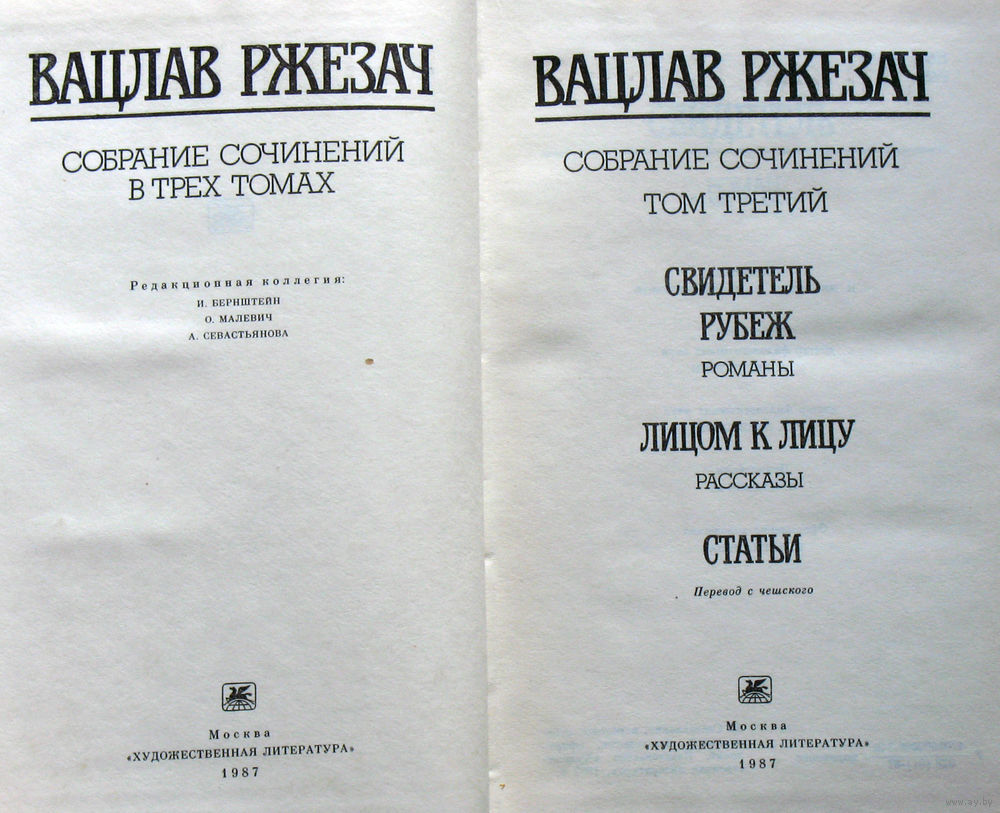 ВАЦЛАВ РЖЕЗАЧ
СОБРАНИЕ СОЧИНЕНИЙ
В ТРЕХ ТОМАХ
Редакционная коллегия:
И. БЕРНШТЕЙН
О. МАЛЕВИЧ
А. СЕВАСТЬЯНОВА
Москва
«ХУДОЖЕСТВЕННАЯ ЛИТЕРАТУРА»
1987
ВАЦЛАВ РЖЕЗАЧ
СОБРАНИЕ СОЧИНЕНИЙ
ТОМ ТРЕТИЙ
СВИДЕТЕЛЬ
РУБЕЖ
РОМАНЫ
ЛИЦОМ К ЛИЦУ
РАССКАЗЫ
СТАТЬИ
Перевод с чешского
Москва
«ХУДОЖЕСТВЕННАЯ ЛИТЕРАТУРА»
1987
www.ay.by